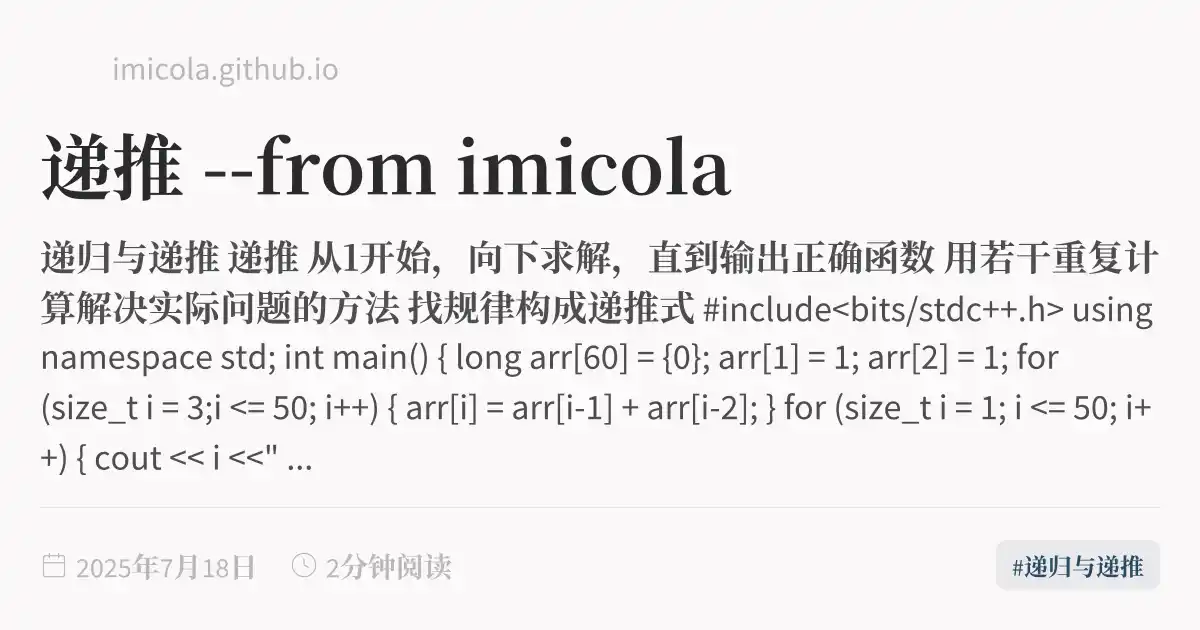 imicola.github.io
递推 --from imicola
递归与递推 递推 从1开始，向下求解，直到输出正确函数 用若干重复计
算解决实际问题的方法 找规律构成递推式 #include<bits/stdc++.h> using
namespace std; int main() { long arr[60] = {0}; arr[1] = 1; arr[2] = 1; for
(size_t i = 3;i <= 50; i++) { arr[i] = arr[i-1] + arr[i-2]; } for (size_t i = 1; i <= 50; i+
+) { cout << i <<" ...
2025年7月18日 2分钟阅读
#递归与递推